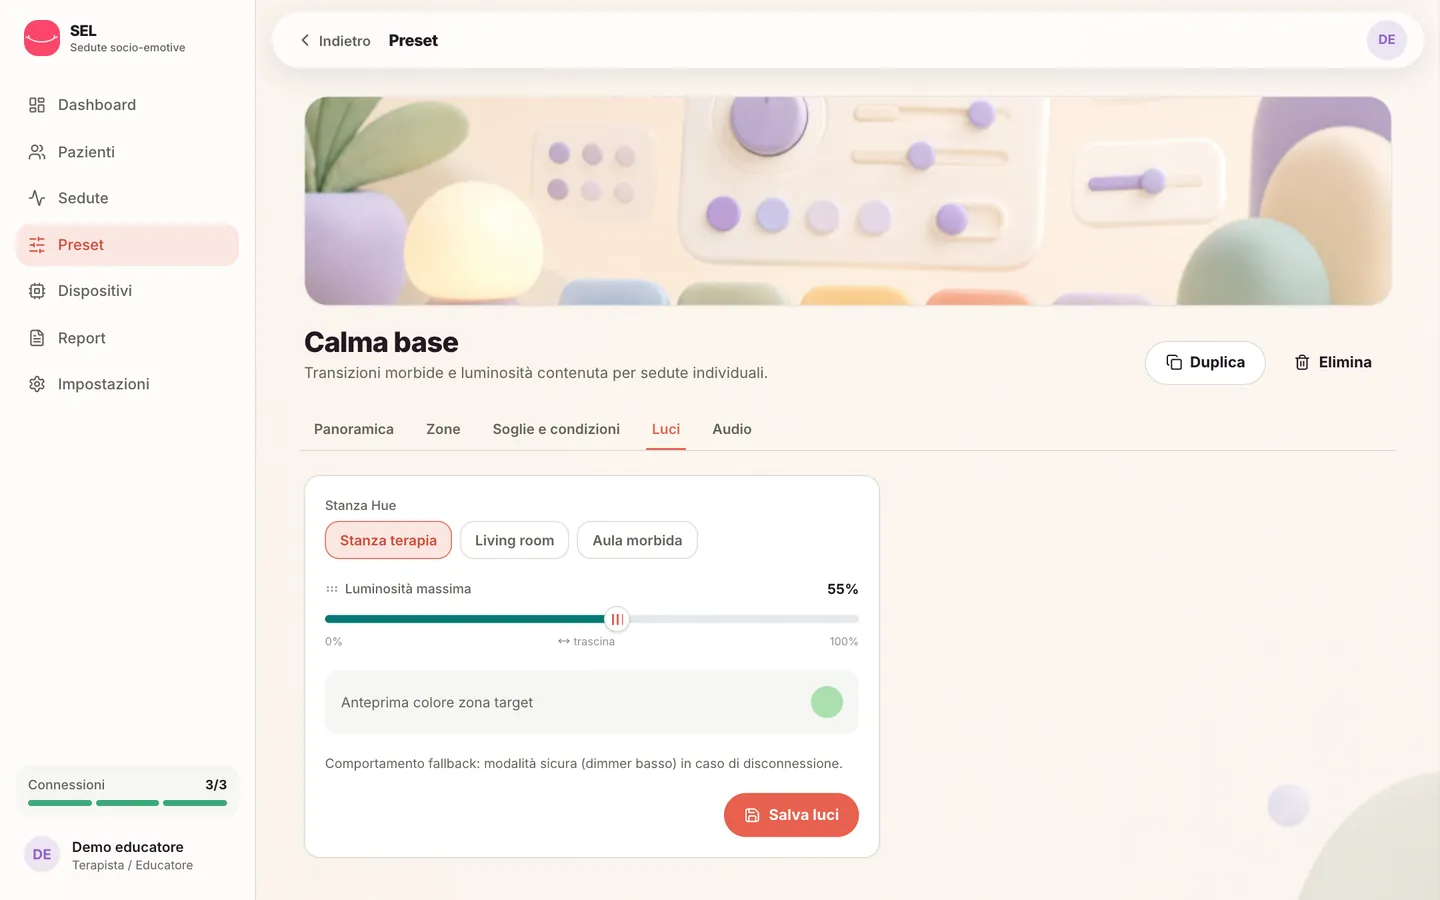 SEL
Sedute socio-emotive
Dashboard
Pazienti
Sedute
Preset
Dispositivi
Report
Impostazioni
Connessioni 3/3
DE
Demo educatore
Terapista / Educatore
Indietro Preset
DE
Calma base
Transizioni morbide e luminosità contenuta per sedute individuali.
Duplica Elimina
Panoramica Zone Soglie e condizioni Luci Audio
Stanza Hue
Stanza terapia Living room Aula morbida
Luminosità massima 55%
0% ↔ trascina 100%
Anteprima colore zona target
Comportamento fallback: modalità sicura (dimmer basso) in caso di disconnessione.
Salva luci